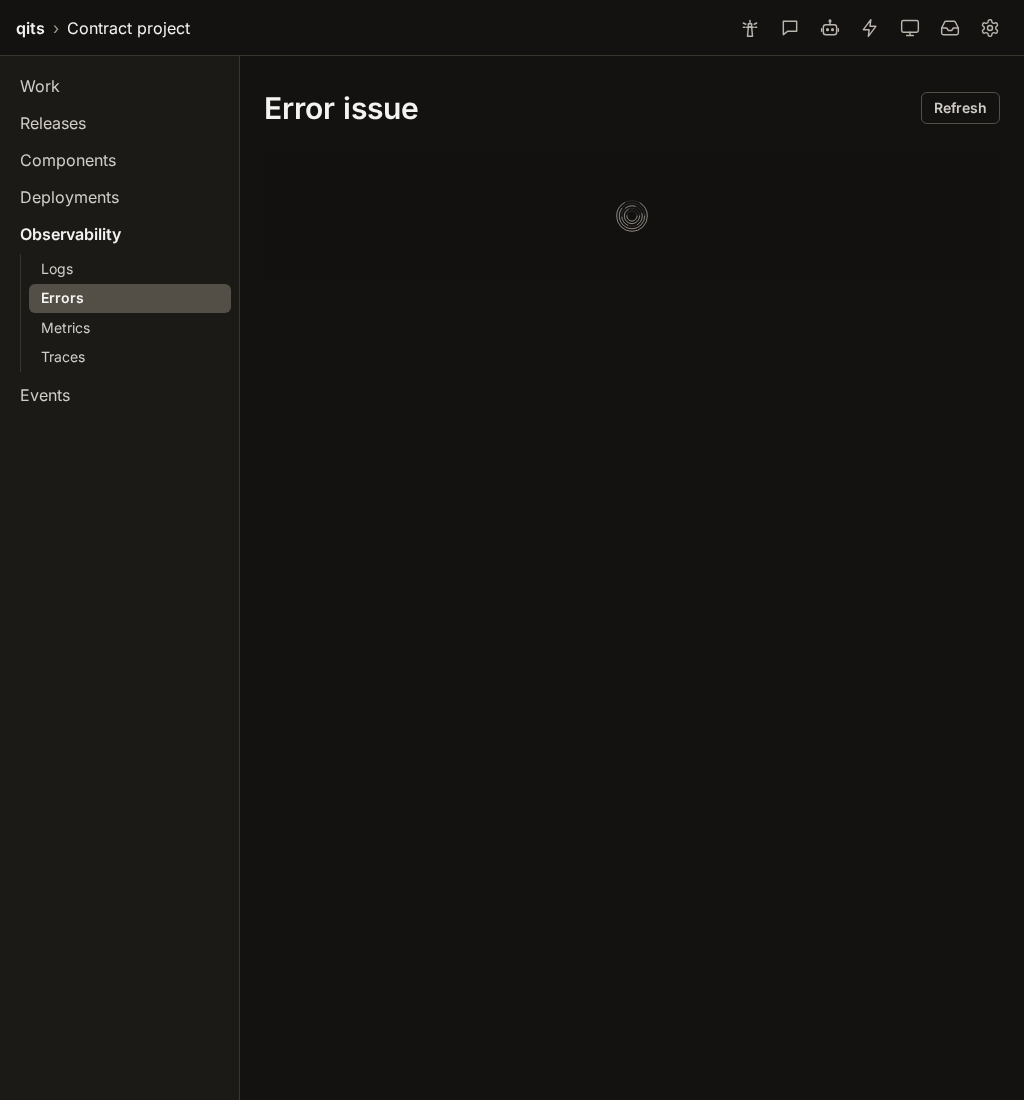 qits › Contract project
Work
Releases
Components
Deployments
Observability
Logs
Errors
Metrics
Traces
Events
Error issue
Refresh